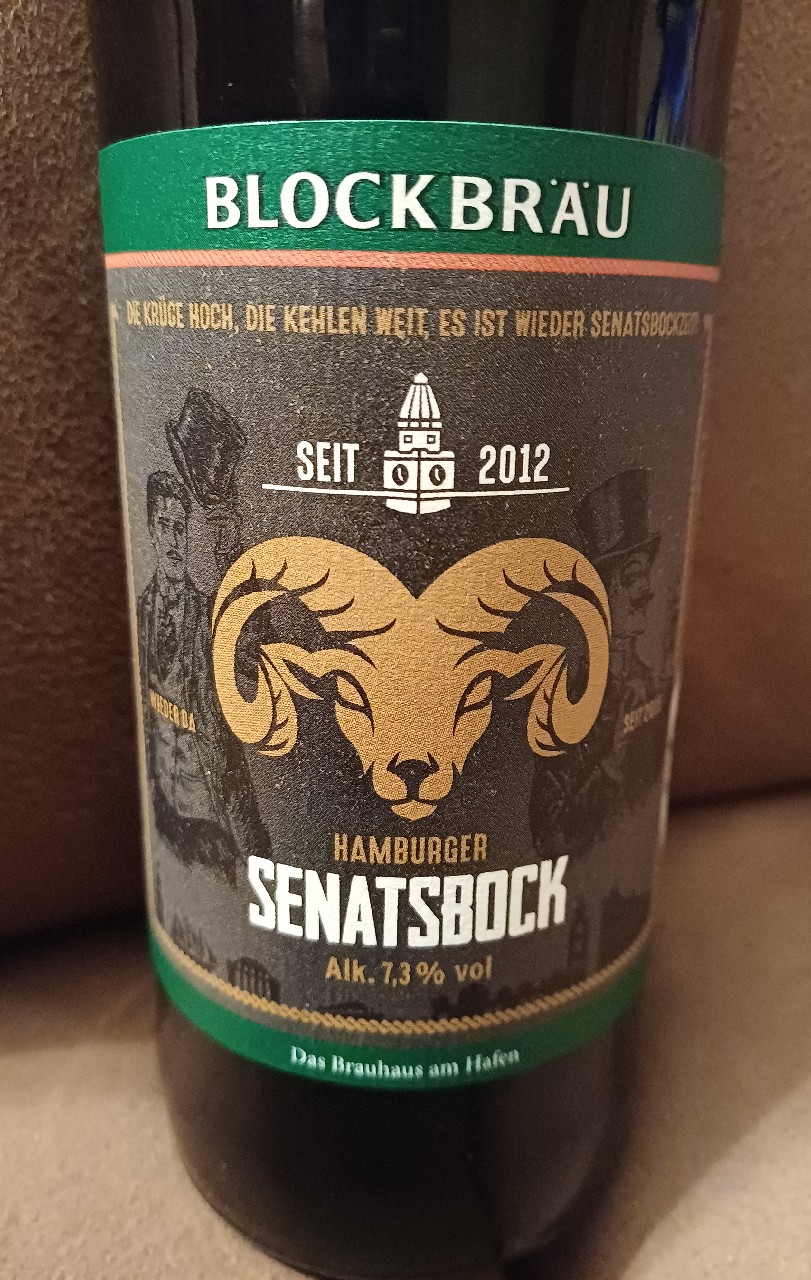 BLOCKBRÄU
DIE KRÜGE HOCH, DIE KEHLEN WEIT, ES IST WIEDER SENATSBOCKZEIT!
SEIT 2012
WIEDER DA
SEIT
HAMBURGER
SENATSBOCK
Alk. 7,3% vol
Das Brauhaus am Hafen